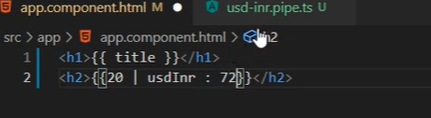 app.component.html M usd-inr.pipe.ts U
src > app > app.component.html > h2
1 <h1>{{ title }}</h1>
2 <h2>{{20 | usdInr : 72}}</h2>